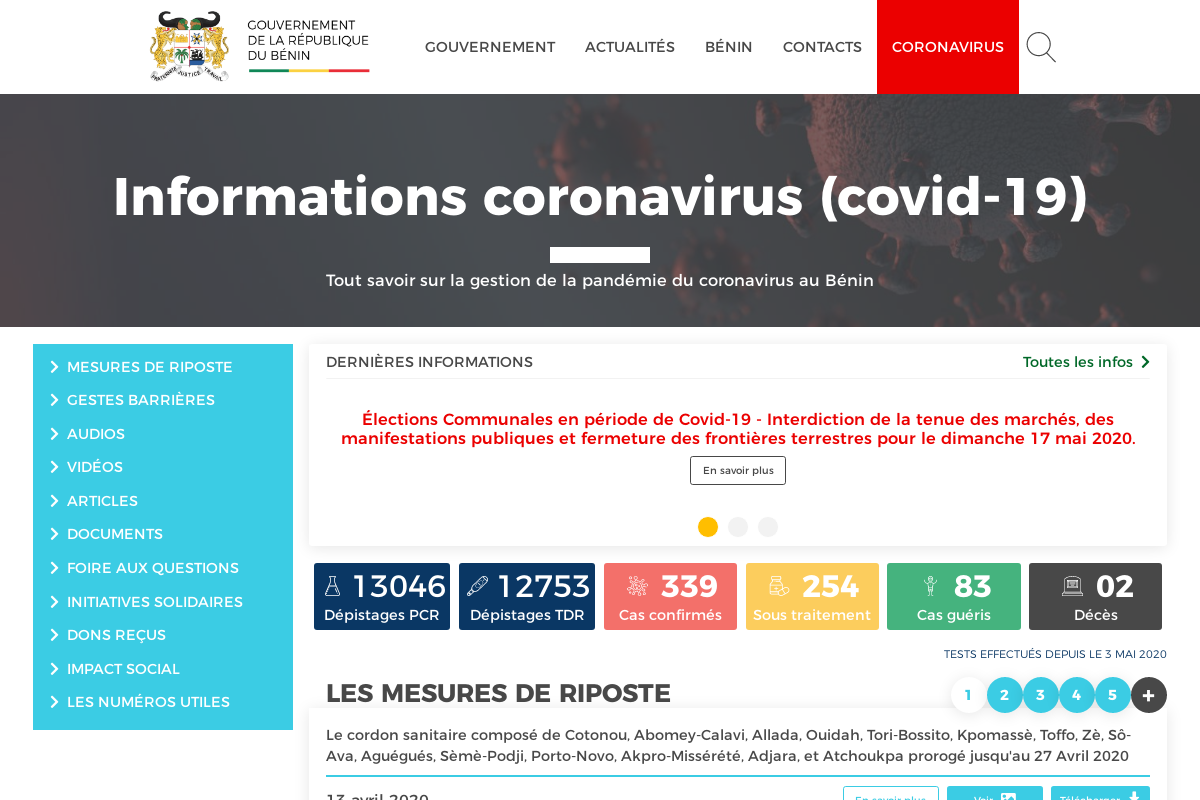 GOUVERNEMENT
DE LA RÉPUBLIQUE
DU BÉNIN
FRATERNITE JUSTICE TRAVAIL
GOUVERNEMENT ACTUALITÉS BÉNIN CONTACTS CORONAVIRUS
Informations coronavirus (covid-19)
Tout savoir sur la gestion de la pandémie du coronavirus au Bénin
MESURES DE RIPOSTE
GESTES BARRIÈRES
AUDIOS
VIDÉOS
ARTICLES
DOCUMENTS
FOIRE AUX QUESTIONS
INITIATIVES SOLIDAIRES
DONS REÇUS
IMPACT SOCIAL
LES NUMÉROS UTILES
DERNIÈRES INFORMATIONS Toutes les infos
Élections Communales en période de Covid-19 - Interdiction de la tenue des marchés, des
manifestations publiques et fermeture des frontières terrestres pour le dimanche 17 mai 2020.
En savoir plus
13046 12753 339 254 83 02
Dépistages PCR Dépistages TDR Cas confirmés Sous traitement Cas guéris Décès
TESTS EFFECTUÉS DEPUIS LE 3 MAI 2020
LES MESURES DE RIPOSTE 1 2 3 4 5 +
Le cordon sanitaire composé de Cotonou, Abomey-Calavi, Allada, Ouidah, Tori-Bossito, Kpomassè, Toffo, Zè, Sô-
Ava, Aguégués, Sèmè-Podji, Porto-Novo, Akpro-Missérété, Adjara, et Atchoukpa prorogé jusqu'au 27 Avril 2020
13 avril 2020 En savoir plus Voir Télécharger